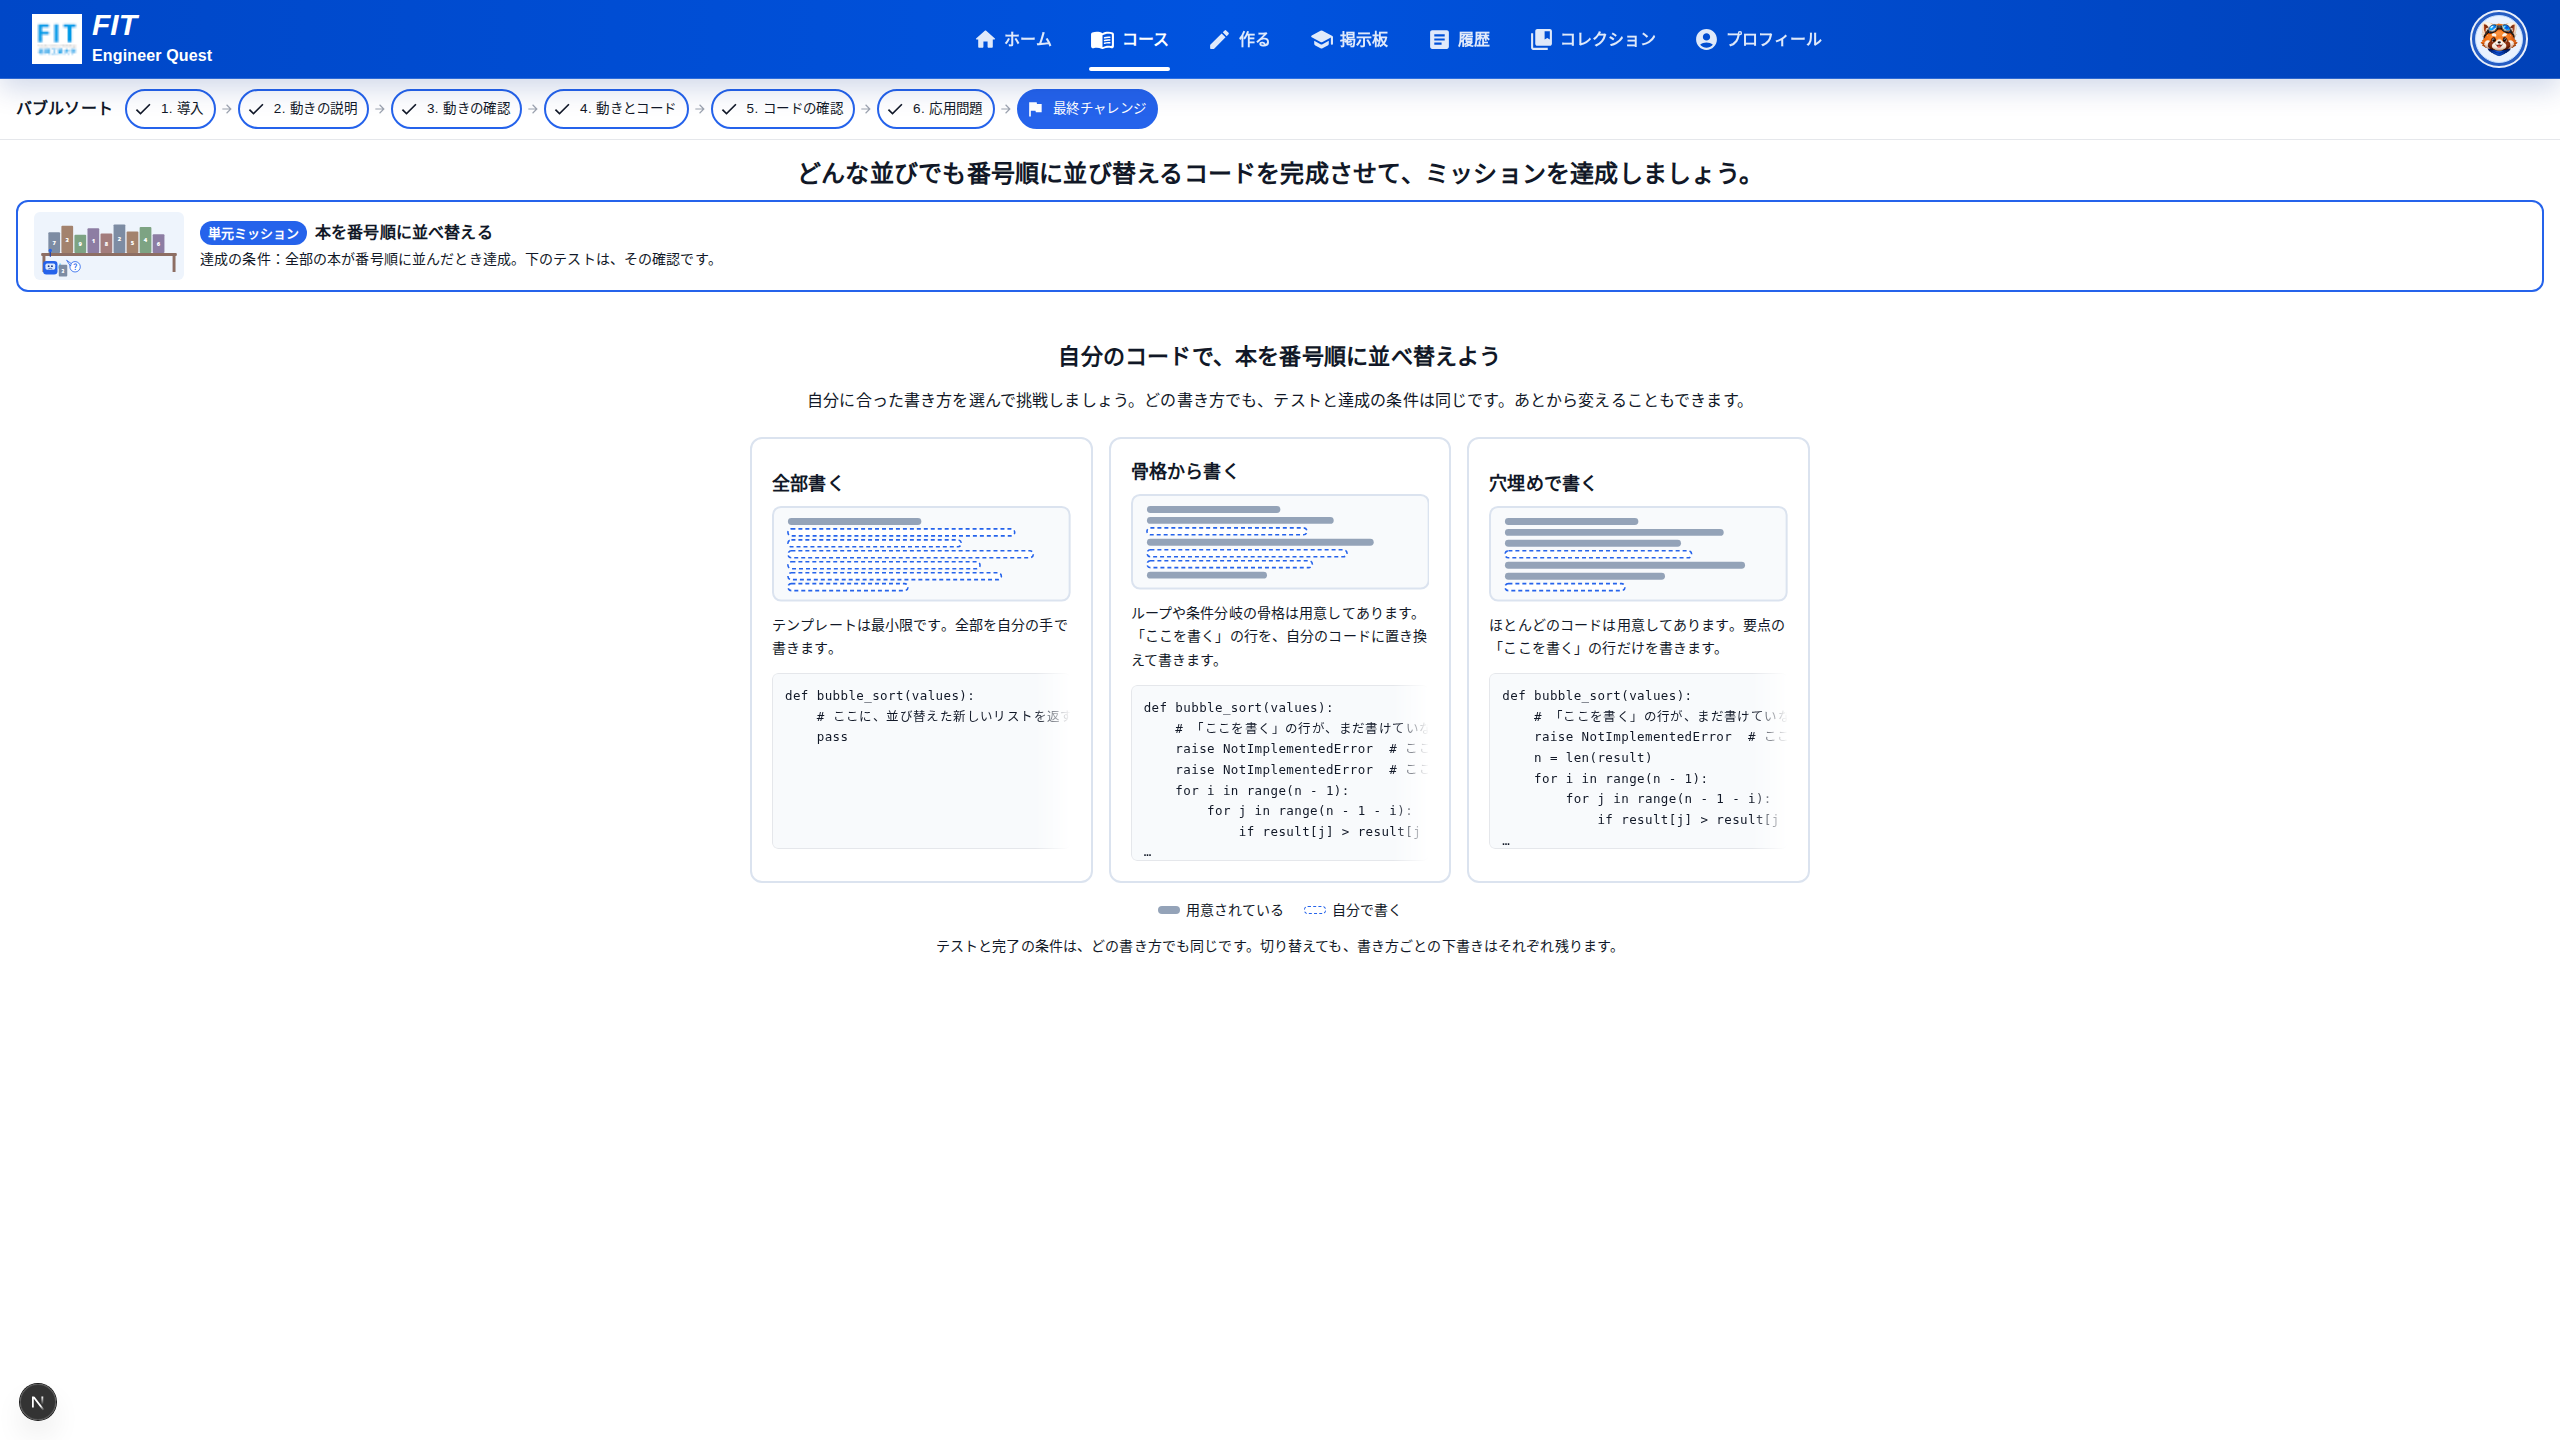 FIT
FIT
Engineer Quest
ホーム
コース
作る
掲示板
履歴
コレクション
プロフィール
バブルソート
1. 導入
2. 動きの説明
3. 動きの確認
4. 動きとコード
5. コードの確認
6. 応用問題
最終チャレンジ
どんな並びでも番号順に並び替えるコードを完成させて、ミッションを達成しましょう。
単元ミッション 本を番号順に並べ替える
達成の条件：全部の本が番号順に並んだとき達成。下のテストは、その確認です。
自分のコードで、本を番号順に並べ替えよう
自分に合った書き方を選んで挑戦しましょう。どの書き方でも、テストと達成の条件は同じです。あとから変えることもできます。
全部書く
テンプレートは最小限です。全部を自分の手で
書きます。
def bubble_sort(values):
# ここに、並び替えた新しいリストを返す
pass
骨格から書く
ループや条件分岐の骨格は用意してあります。
「ここを書く」の行を、自分のコードに置き換
えて書きます。
def bubble_sort(values):
# 「ここを書く」の行が、まだ書けていな
raise NotImplementedError # ここ
raise NotImplementedError # ここ
for i in range(n - 1):
for j in range(n - 1 - i):
if result[j] > result[j
…
穴埋めで書く
ほとんどのコードは用意してあります。要点の
「ここを書く」の行だけを書きます。
def bubble_sort(values):
# 「ここを書く」の行が、まだ書けていな
raise NotImplementedError # ここ
n = len(result)
for i in range(n - 1):
for j in range(n - 1 - i):
if result[j] > result[j
…
用意されている
自分で書く
テストと完了の条件は、どの書き方でも同じです。切り替えても、書き方ごとの下書きはそれぞれ残ります。